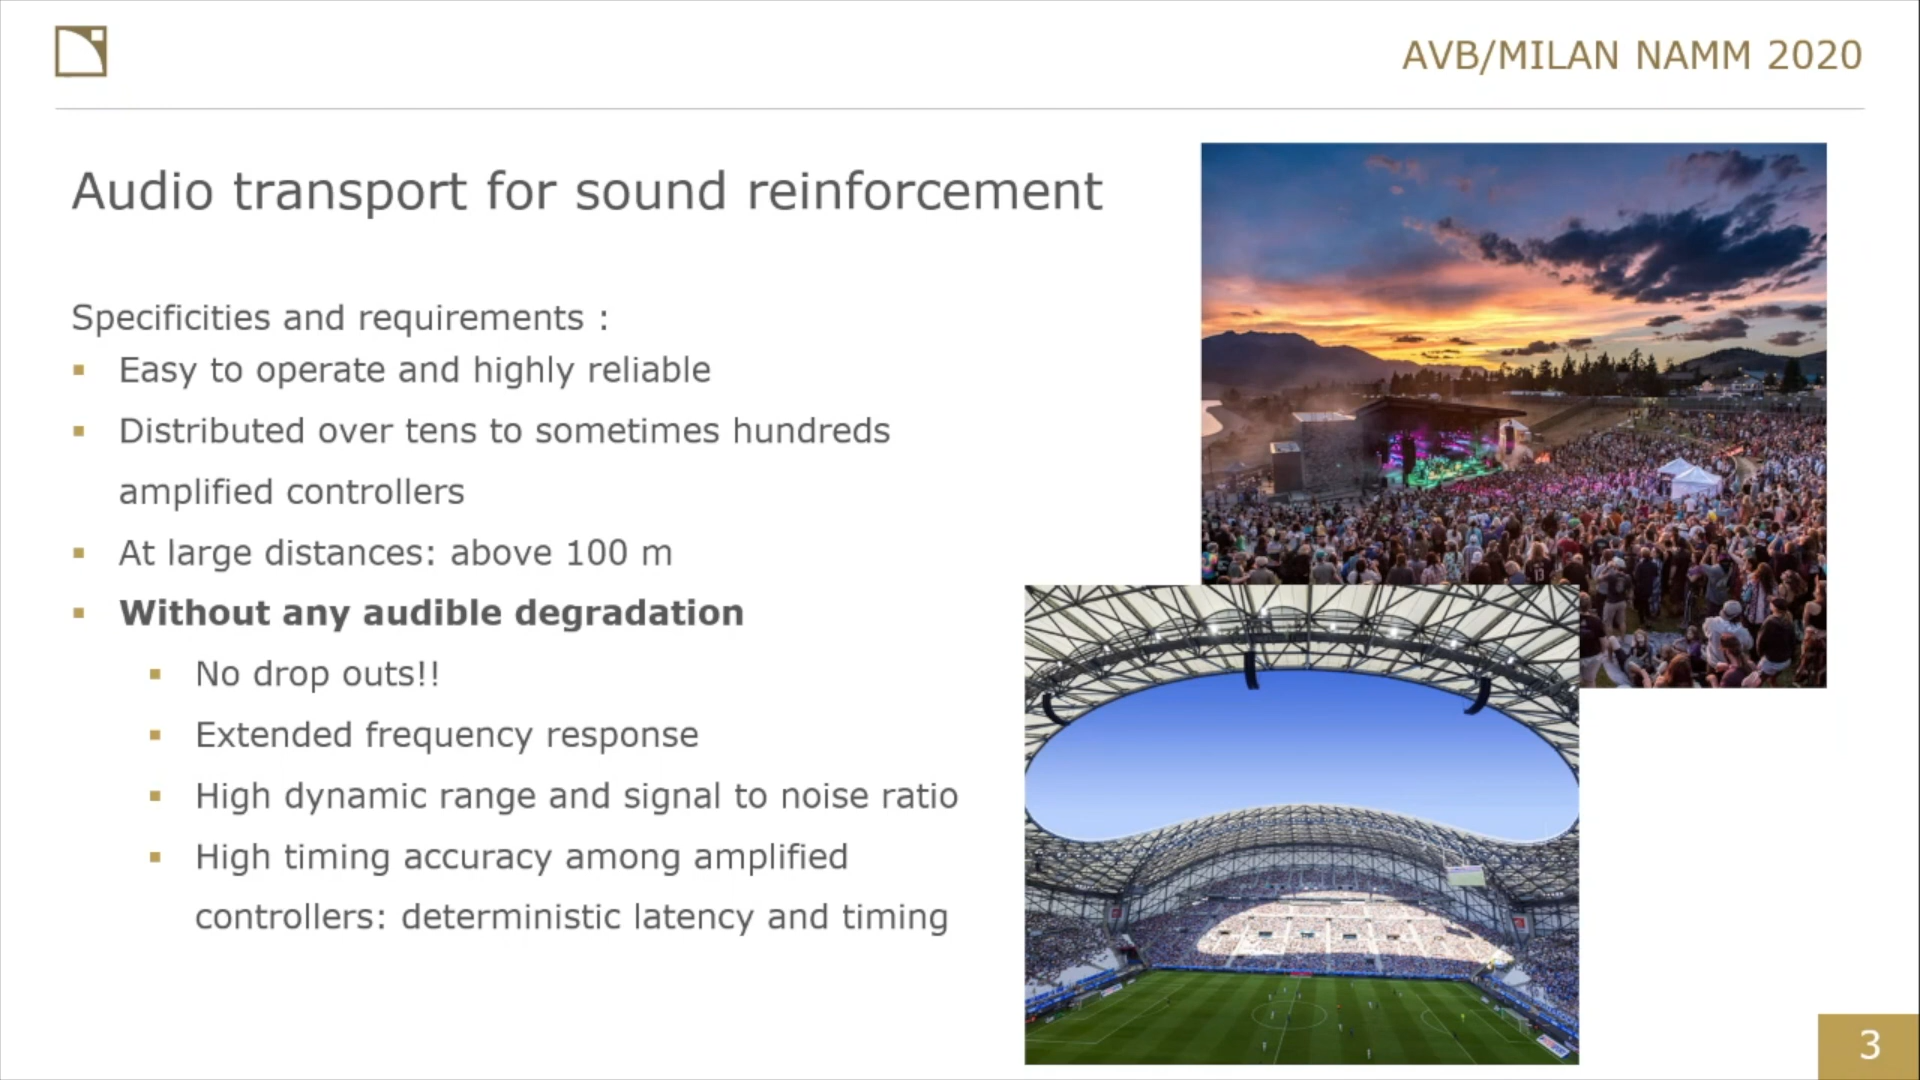 AVB/MILAN NAMM 2020
Audio transport for sound reinforcement
Specificities and requirements :
▪ Easy to operate and highly reliable
▪ Distributed over tens to sometimes hundreds
amplified controllers
▪ At large distances: above 100 m
▪ Without any audible degradation
▪ No drop outs!!
▪ Extended frequency response
▪ High dynamic range and signal to noise ratio
▪ High timing accuracy among amplified
controllers: deterministic latency and timing
3